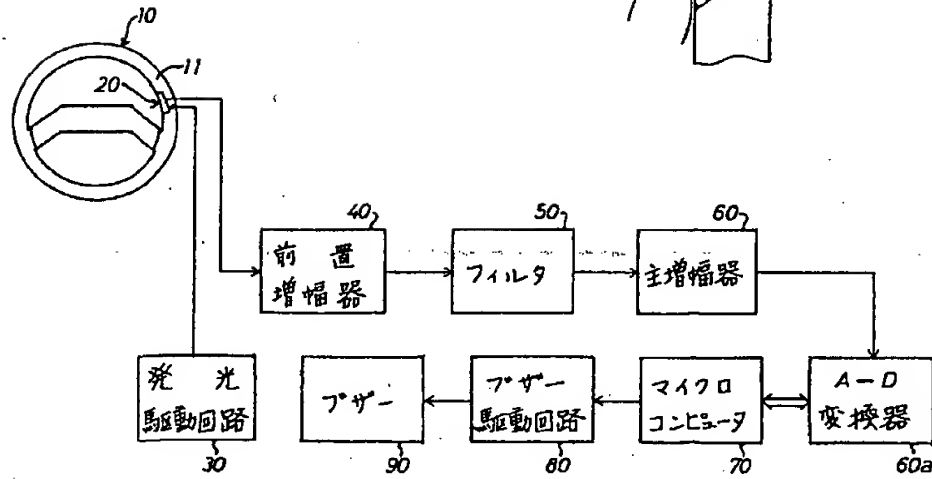 10
11
20
40
50
60
前置
増幅器
フィルタ
主増幅器
発光
駆動回路
ブザー
ブザー
駆動回路
マイクロ
コンピュータ
A-D
変換器
30
90
80
70
60a